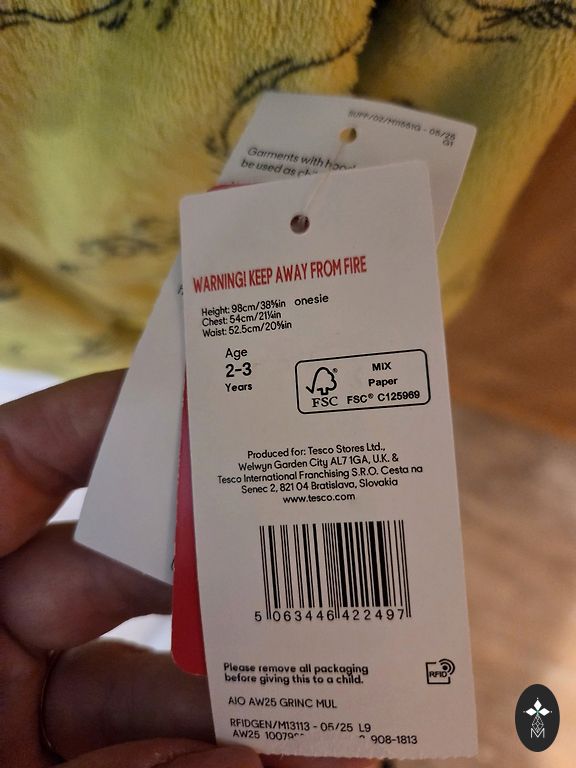 SUPP/02/M11551G - 05/25
G1
Garments with hood
be used as chi
WARNING! KEEP AWAY FROM FIRE
Height: 98cm/38⅝in onesie
Chest: 54cm/21¼in
Waist: 52.5cm/20⅝in
Age
2-3
Years
FSC®
MIX
Paper
FSC® C125969
Produced for: Tesco Stores Ltd.,
Welwyn Garden City AL7 1GA, U.K. &
Tesco International Franchising S.R.O. Cesta na
Senec 2, 821 04 Bratislava, Slovakia
www.tesco.com
5 063446 422497
Please remove all packaging
before giving this to a child.
RFID
AIO AW25 GRINC MUL
RFIDGEN/M13113 - 05/25 L9
AW25 10079 908-1813
M